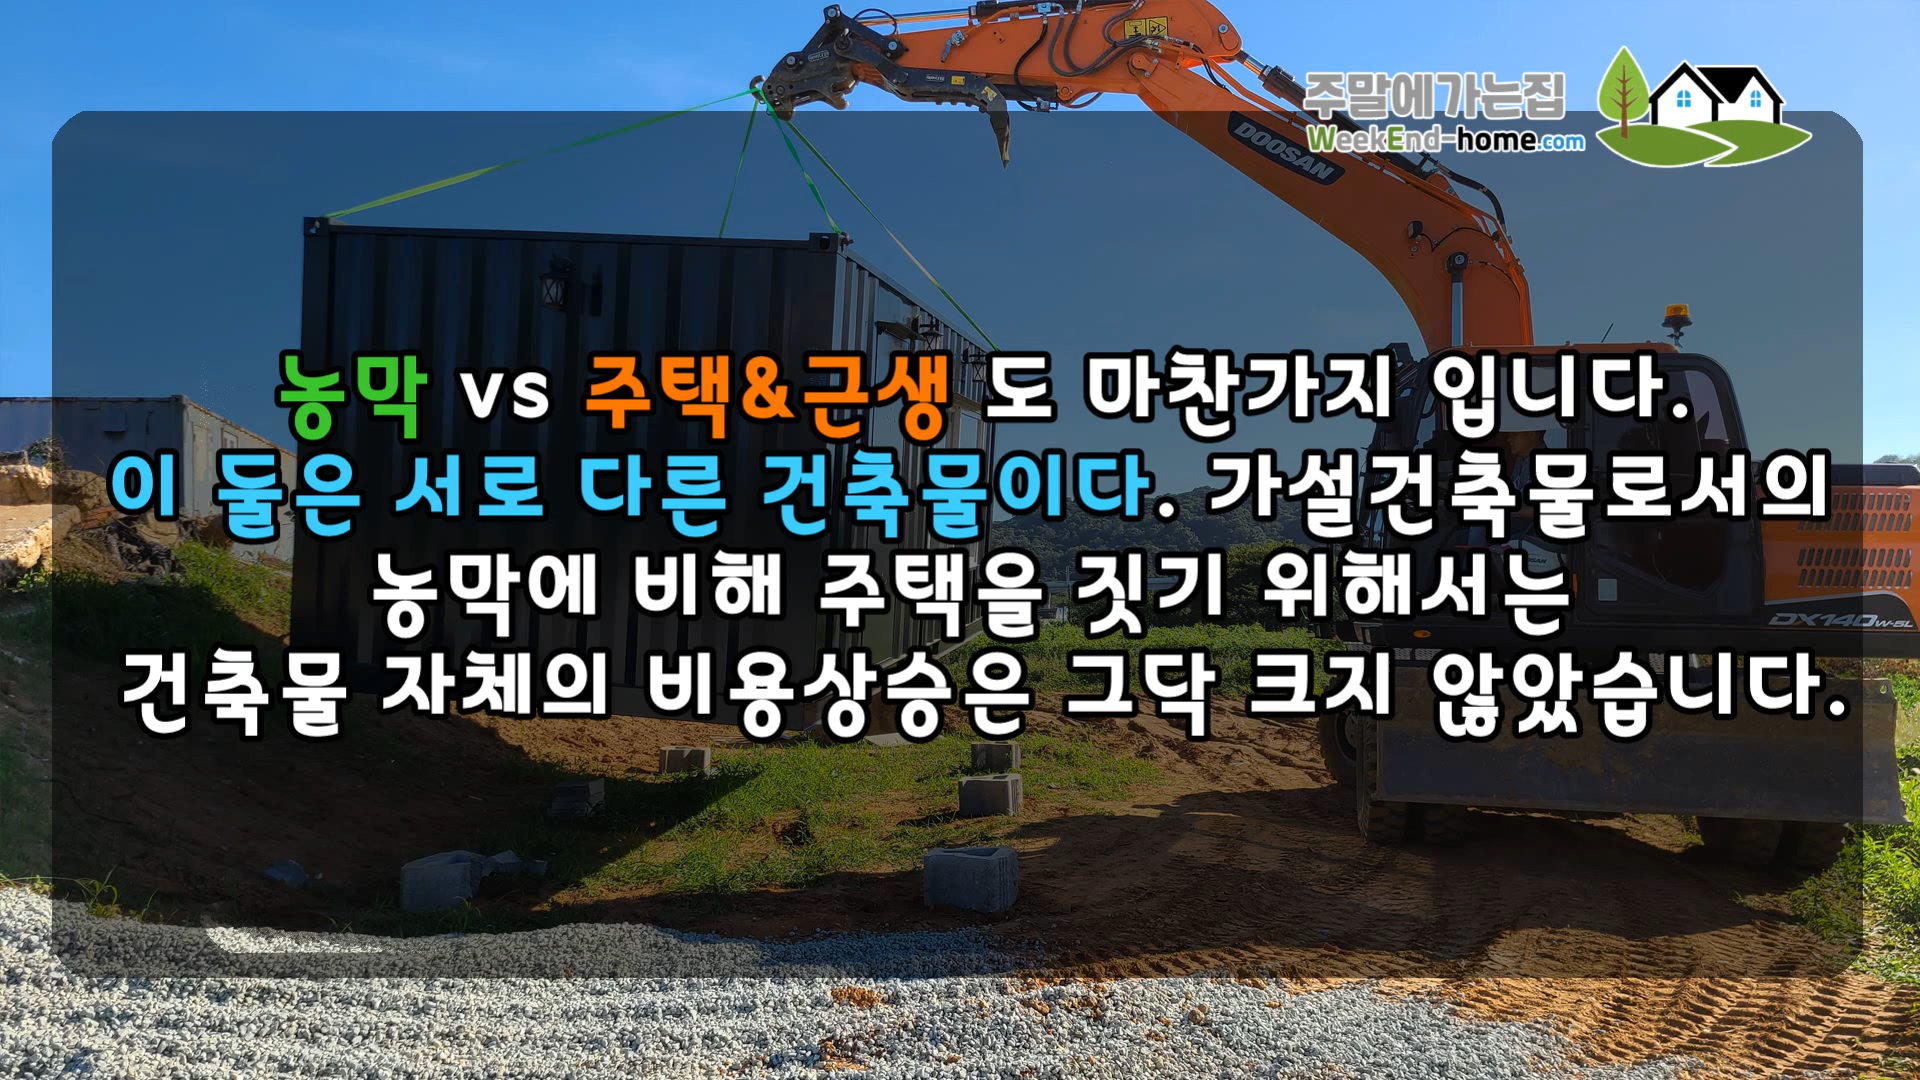 주말에가는집
WeekEnd-home.com
DOOSAN
농막 vs 주택&근생 도 마찬가지 입니다.
이 둘은 서로 다른 건축물이다. 가설건축물로서의
농막에 비해 주택을 짓기 위해서는
건축물 자체의 비용상승은 그닥 크지 않았습니다.
DX140W-5L